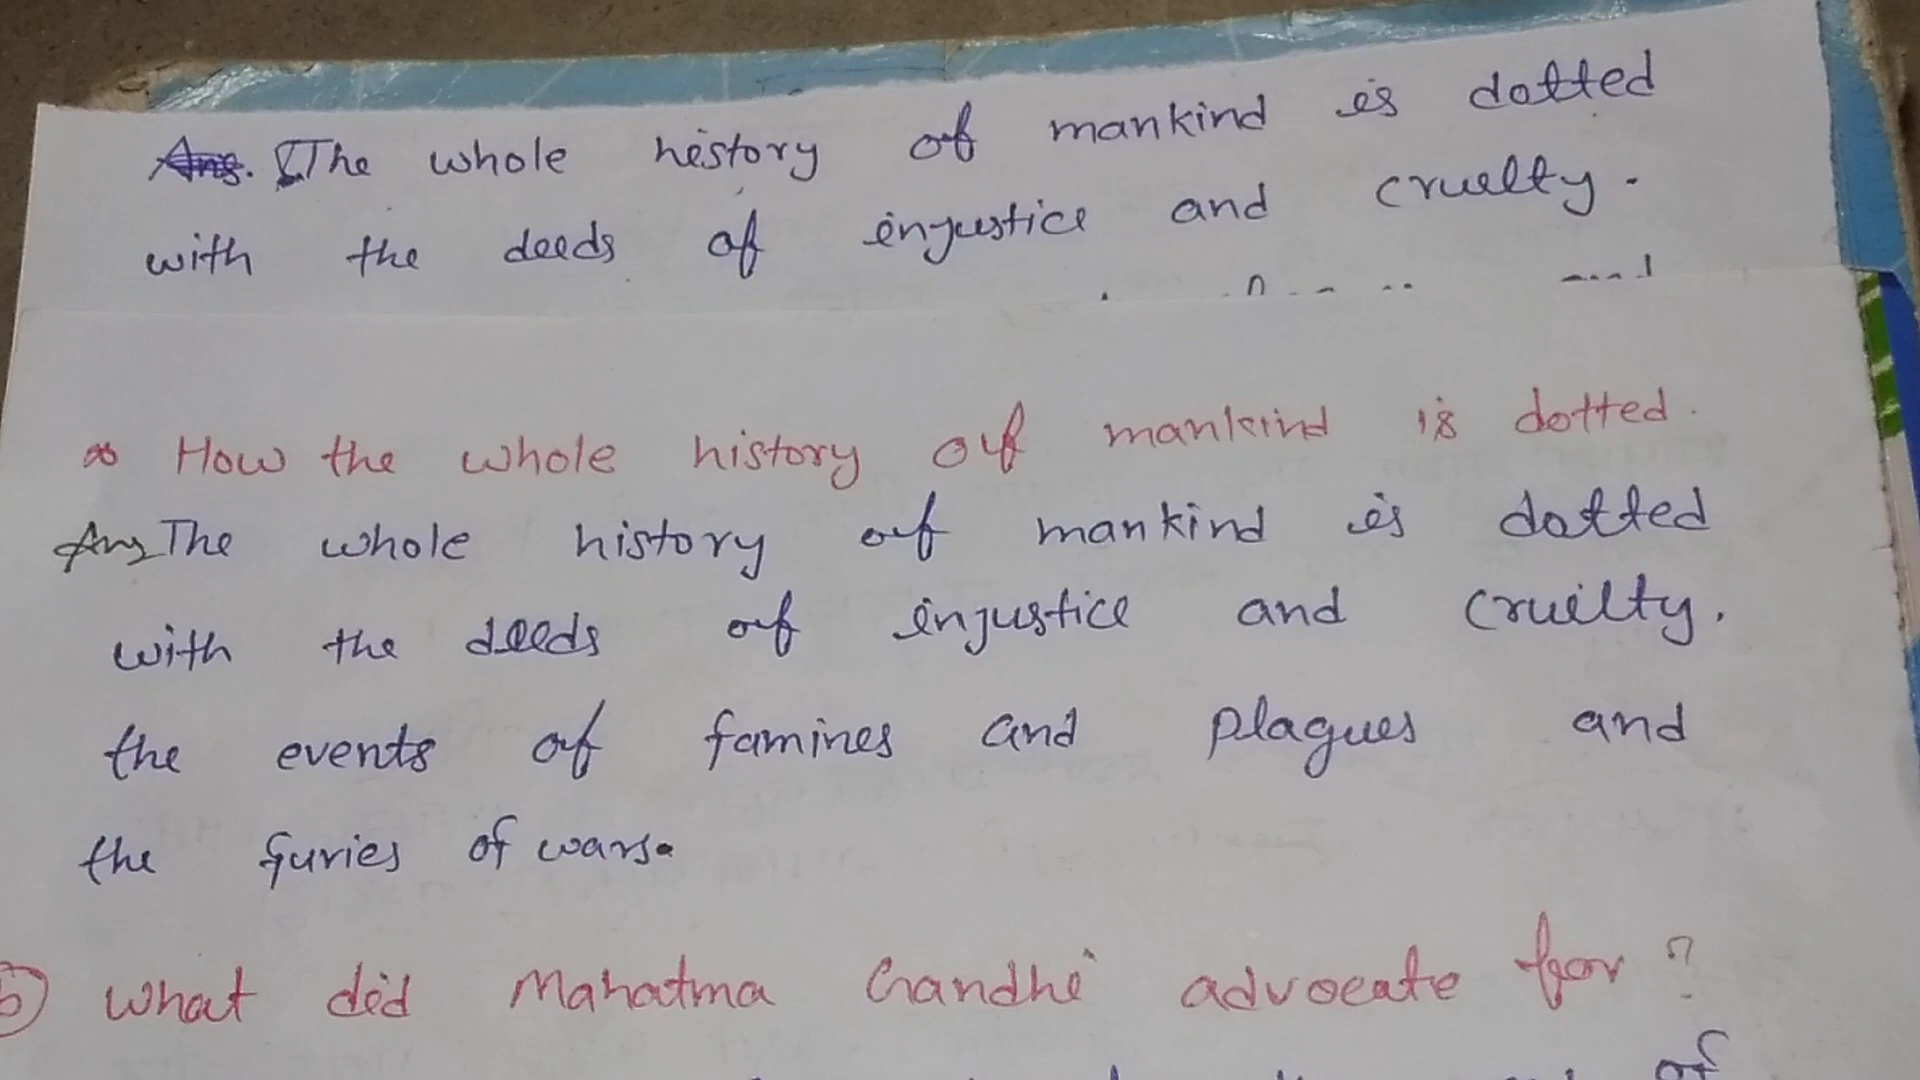 Ans. The whole history of mankind is dotted
with the deeds of injustice and cruelty.
How the whole history of mankind is dotted.
Ans The whole history of mankind is dotted
with the deeds of injustice and cruilty.
the events of famines and plagues and
the furies of wars.
b) What did Mahatma Gandhi advocate for?
of